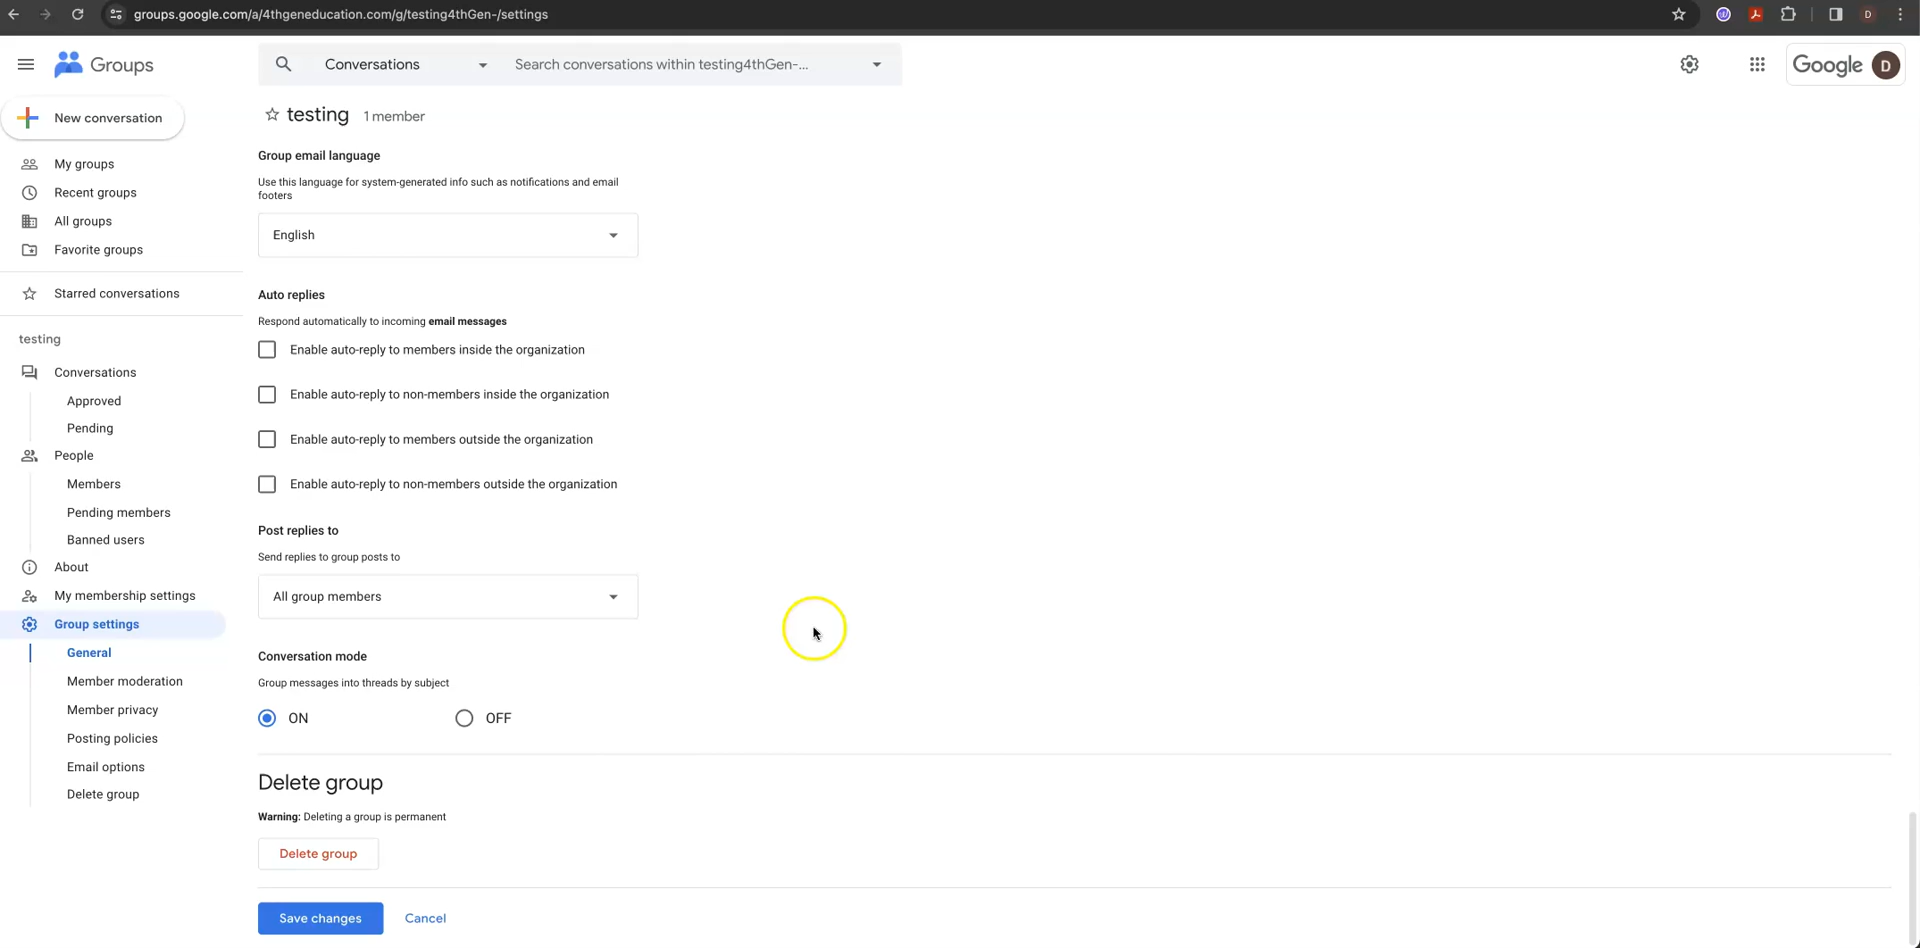 groups.google.com/a/4thgeneducation.com/g/testing4thGen-/settings
D
Groups
Conversations
Search conversations within testing4thGen-...
Google
D
New conversation
My groups
Recent groups
All groups
Favorite groups
Starred conversations
testing
Conversations
Approved
Pending
People
Members
Pending members
Banned users
About
My membership settings
Group settings
General
Member moderation
Member privacy
Posting policies
Email options
Delete group
testing 1 member
Group email language
Use this language for system-generated info such as notifications and email
footers
English
Auto replies
Respond automatically to incoming email messages
Enable auto-reply to members inside the organization
Enable auto-reply to non-members inside the organization
Enable auto-reply to members outside the organization
Enable auto-reply to non-members outside the organization
Post replies to
Send replies to group posts to
All group members
Conversation mode
Group messages into threads by subject
ON OFF
Delete group
Warning: Deleting a group is permanent
Delete group
Save changes Cancel